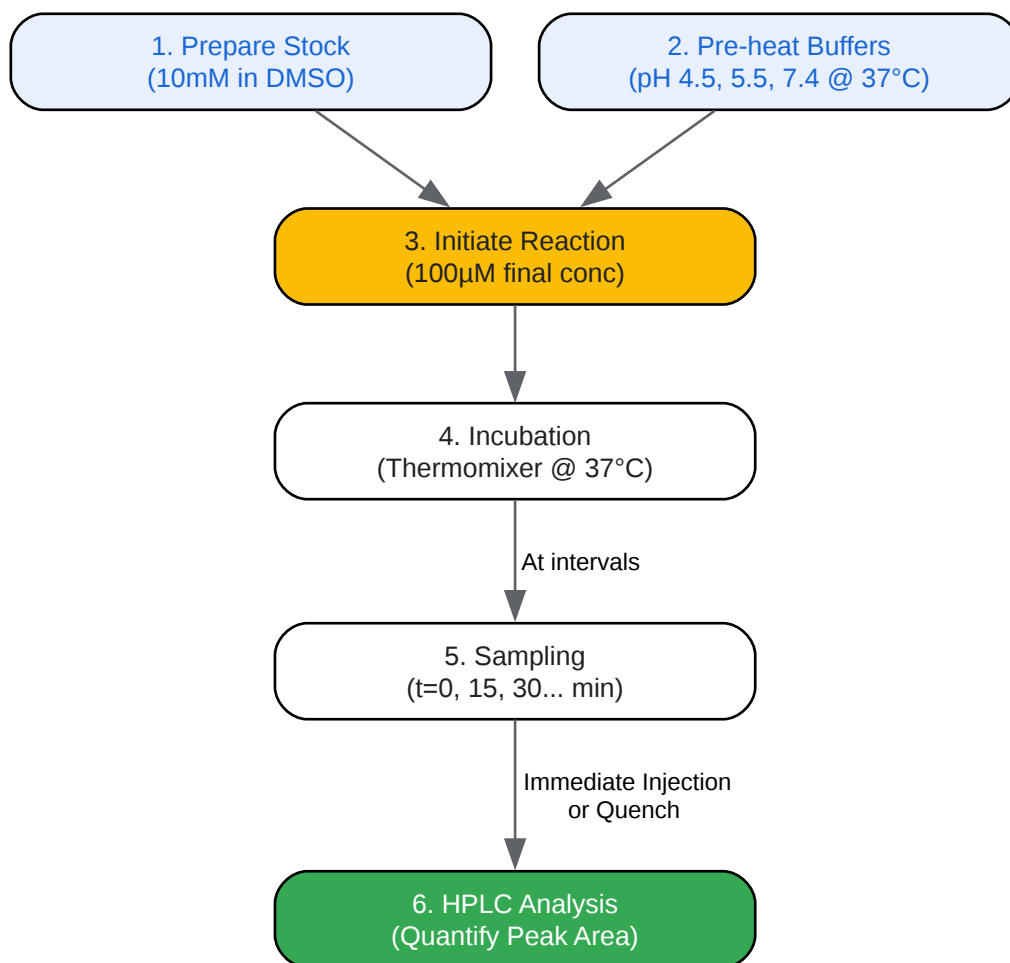 1. Prepare Stock
(10mM in DMSO)
2. Pre-heat Buffers
(pH 4.5, 5.5, 7.4 @ 37°C)
3. Initiate Reaction
(100µM final conc)
4. Incubation
(Thermomixer @ 37°C)
At intervals
5. Sampling
(t=0, 15, 30... min)
Immediate Injection
or Quench
6. HPLC Analysis
(Quantify Peak Area)